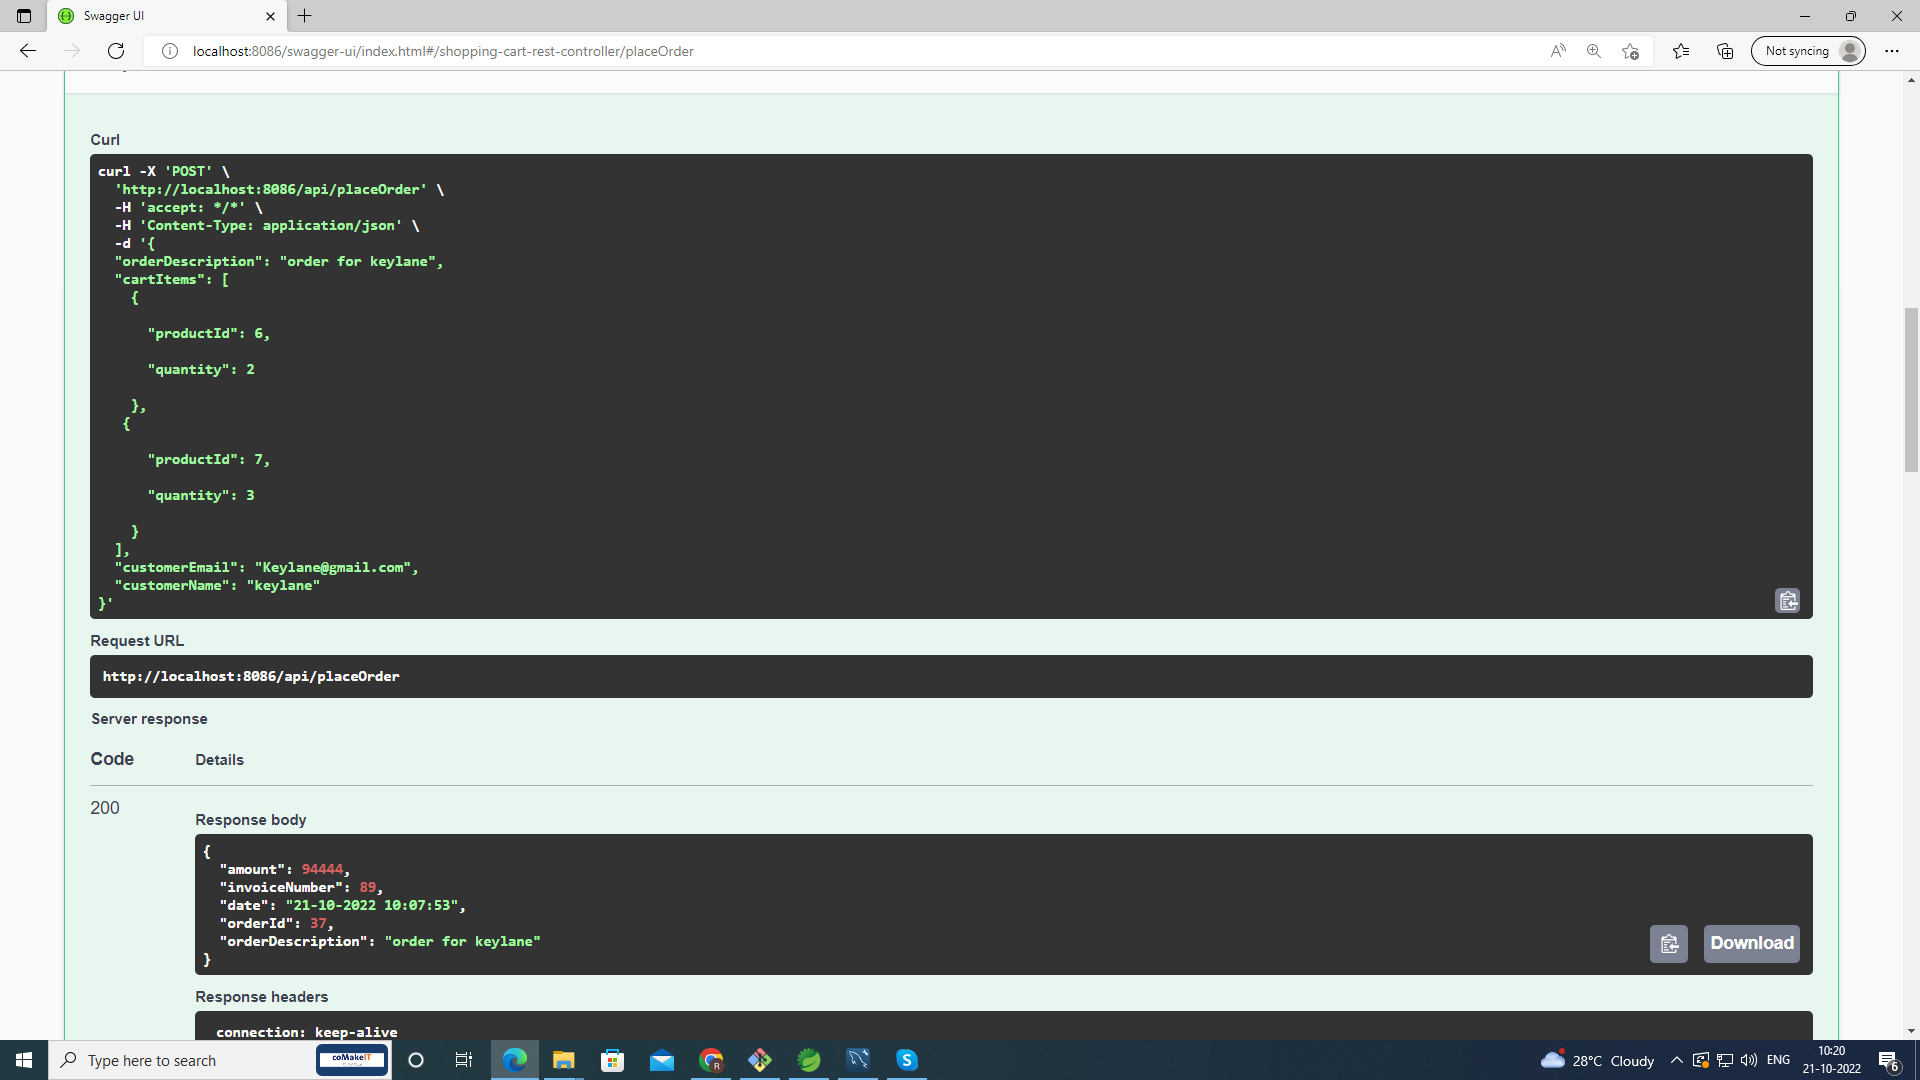 Swagger UI
localhost:8086/swagger-ui/index.html#/shopping-cart-rest-controller/placeOrder
Not syncing
Curl
curl -X 'POST' \
'http://localhost:8086/api/placeOrder' \
-H 'accept: */*' \
-H 'Content-Type: application/json' \
-d '{
"orderDescription": "order for keylane",
"cartItems": [
{
"productId": 6,
"quantity": 2
},
{
"productId": 7,
"quantity": 3
}
],
"customerEmail": "Keylane@gmail.com",
"customerName": "keylane"
}'
Request URL
http://localhost:8086/api/placeOrder
Server response
Code Details
200
Response body
{
"amount": 94444,
"invoiceNumber": 89,
"date": "21-10-2022 10:07:53",
"orderId": 37,
"orderDescription": "order for keylane"
}
Download
Response headers
connection: keep-alive
Type here to search
coMakeIT
28°C Cloudy
ENG
10:20
21-10-2022
6